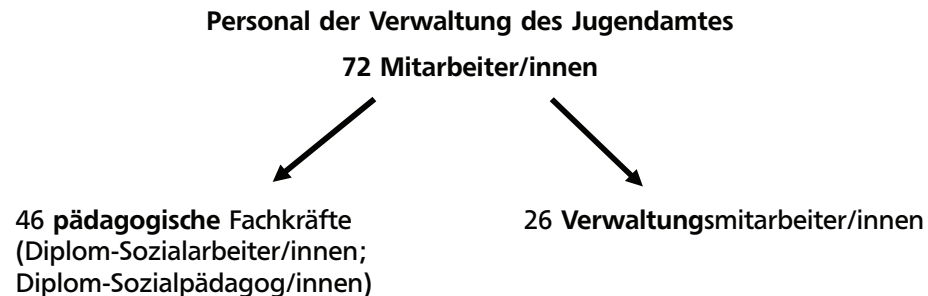 Personal der Verwaltung des Jugendamtes
72 Mitarbeiter/innen
46 pädagogische Fachkräfte
(Diplom-Sozialarbeiter/innen;
Diplom-Sozialpädagog/innen)
26 Verwaltungsmitarbeiter/innen